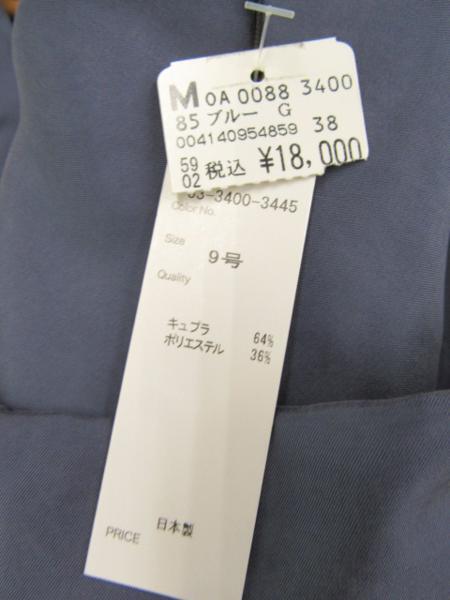 M 0A 0088 3400
85 ブルー G
004140954859 38
59
02 税込 ¥18,000
3-3400-3445
Color No.
Size
9号
Quality
キュプラ 64%
ポリエステル 36%
日本製
PRICE